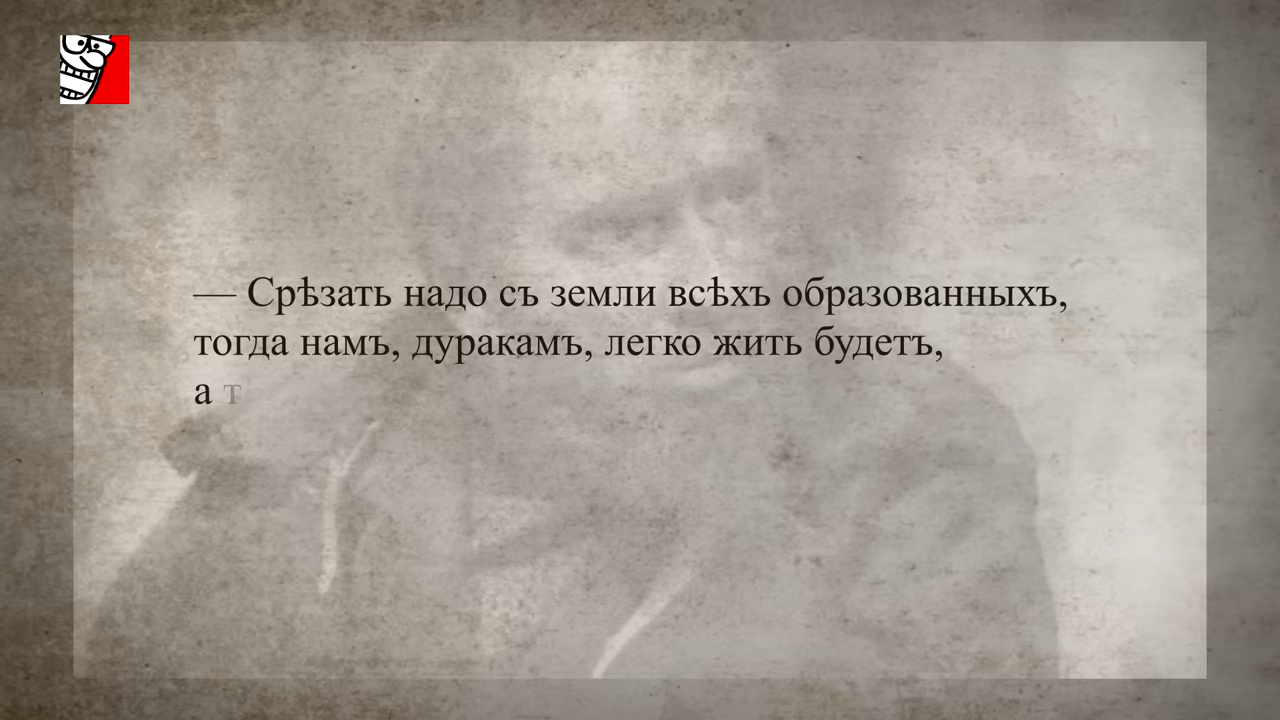 — Срѣзать надо съ земли всѣхъ образованныхъ,
тогда намъ, дуракамъ, легко жить будетъ,
а т